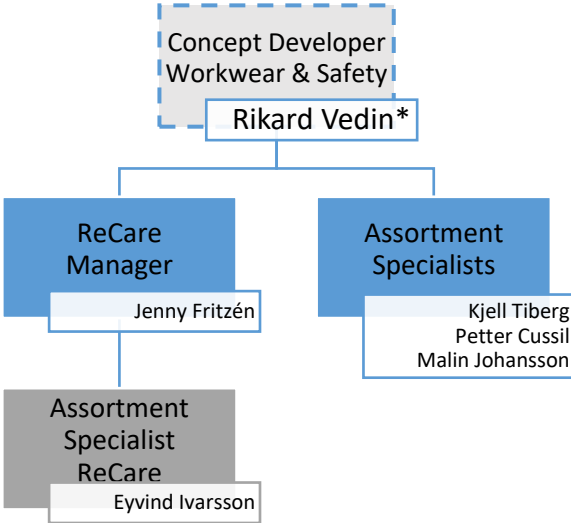 Concept Developer
Workwear & Safety
Rikard Vedin*
ReCare
Manager
Jenny Fritzén
Assortment
Specialists
Kjell Tiberg
Petter Cussil
Malin Johansson
Assortment
Specialist
ReCare
Eyvind Ivarsson